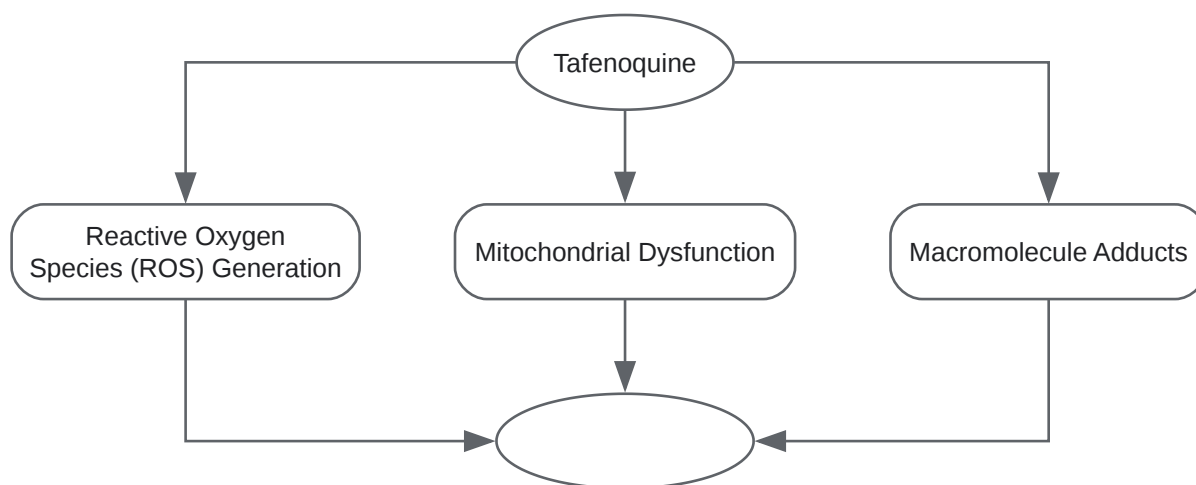 Tafenoquine
Reactive Oxygen
Species (ROS) Generation
Mitochondrial Dysfunction
Macromolecule Adducts